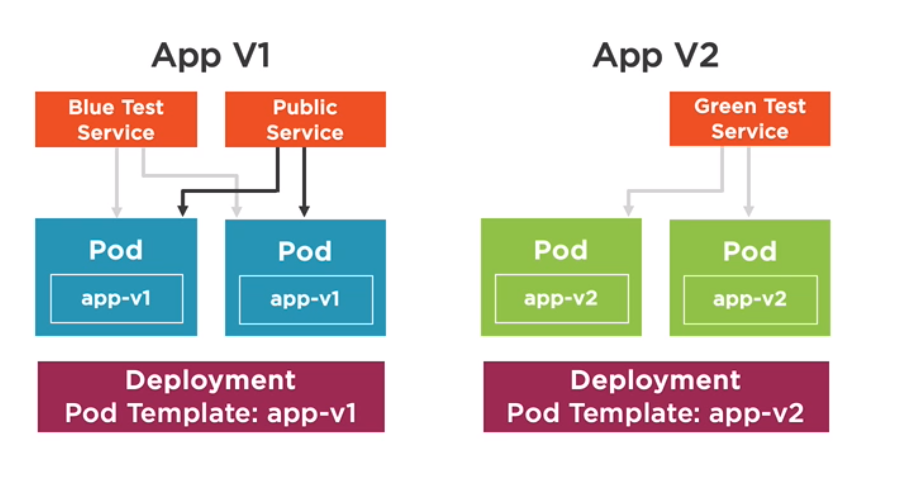 App V1
App V2
Blue Test
Service
Public
Service
Green Test
Service
Pod
app-v1
Pod
app-v1
Pod
app-v2
Pod
app-v2
Deployment
Pod Template: app-v1
Deployment
Pod Template: app-v2